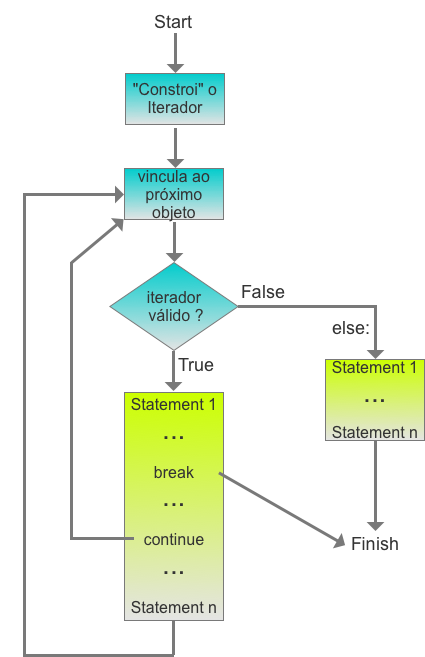 Start
"Constroi" o
Iterador
vincula ao
próximo
objeto
iterador
válido ?
False
else:
True
Statement 1
...
Statement n
Statement 1
...
break
...
continue
...
Statement n
Finish